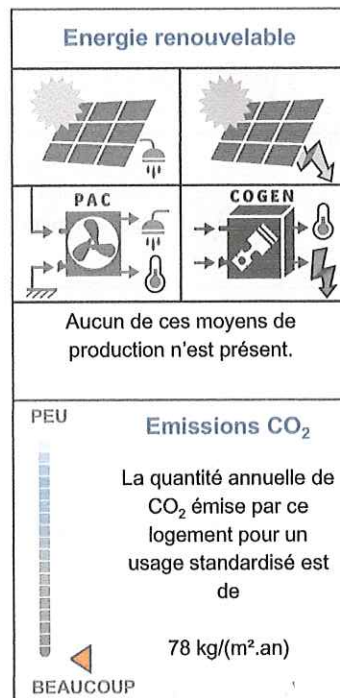 Energie renouvelable
PAC
COGEN
Aucun de ces moyens de
production n'est présent.
PEU
Emissions CO₂
La quantité annuelle de
CO₂ émise par ce
logement pour un
usage standardisé est
de
78 kg/(m².an)
BEAUCOUP